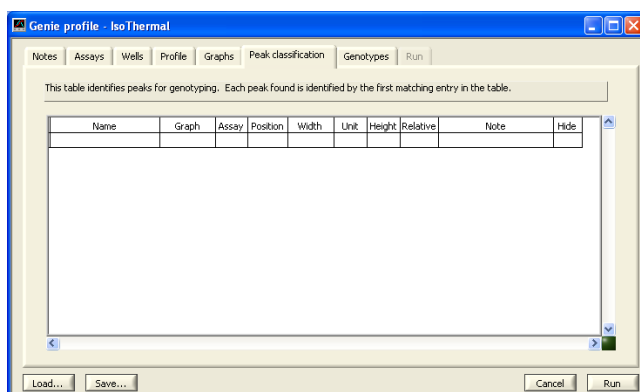 Genie profile - IsoThermal
Notes Assays Wells Profile Graphs Peak classification Genotypes Run
This table identifies peaks for genotyping. Each peak found is identified by the first matching entry in the table.
Name Graph Assay Position Width Unit Height Relative Note Hide
Load... Save... Cancel Run